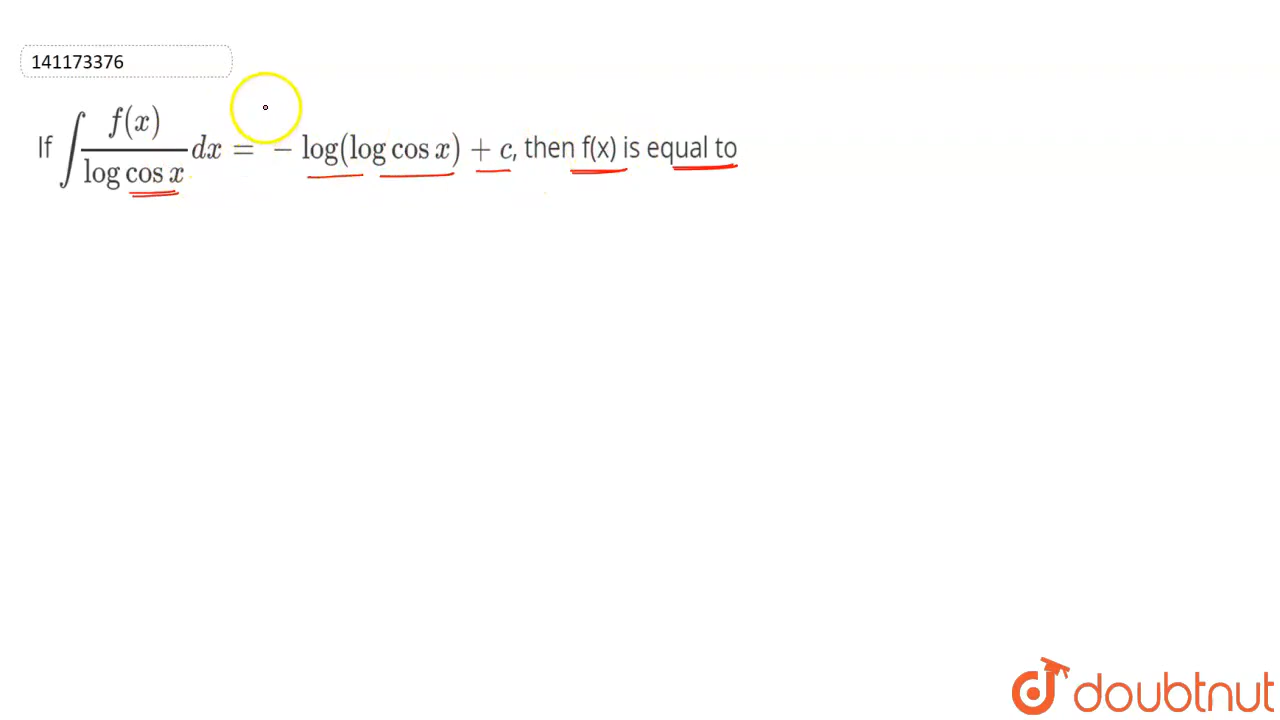 141173376
If ∫ f(x)/(log cos x) dx = − log(log cos x) + c, then f(x) is equal to
doubtnut